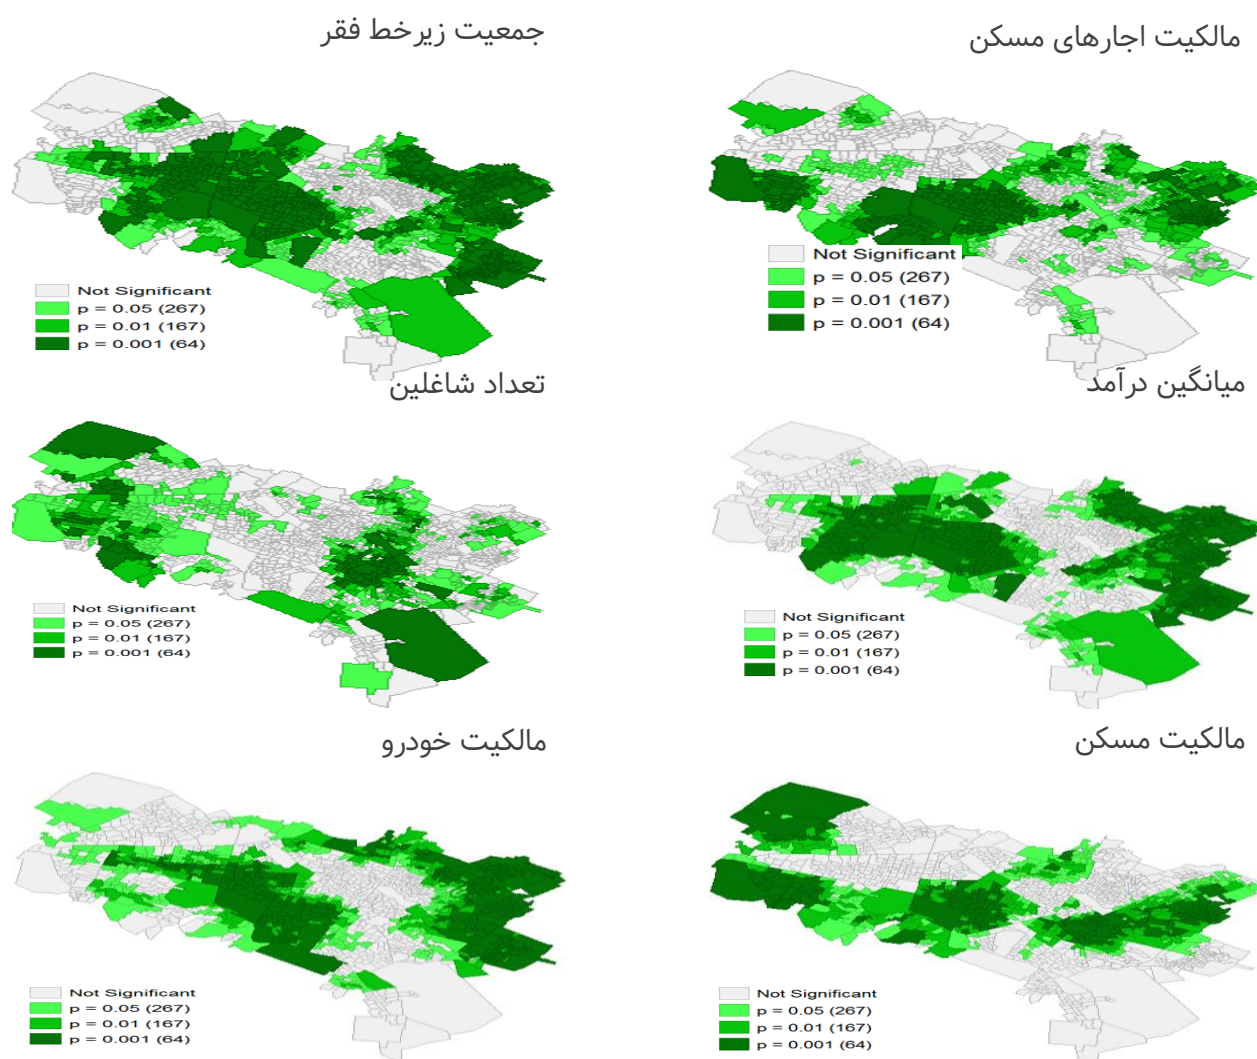 مالکیت اجارهای مسکن
جمعیت زیرخط فقر
Not Significant
p = 0.05 (267)
p = 0.01 (167)
p = 0.001 (64)
Not Significant
p = 0.05 (267)
p = 0.01 (167)
p = 0.001 (64)
میانگین درآمد
تعداد شاغلین
Not Significant
p = 0.05 (267)
p = 0.01 (167)
p = 0.001 (64)
Not Significant
p = 0.05 (267)
p = 0.01 (167)
p = 0.001 (64)
مالکیت مسکن
مالکیت خودرو
Not Significant
p = 0.05 (267)
p = 0.01 (167)
p = 0.001 (64)
Not Significant
p = 0.05 (267)
p = 0.01 (167)
p = 0.001 (64)